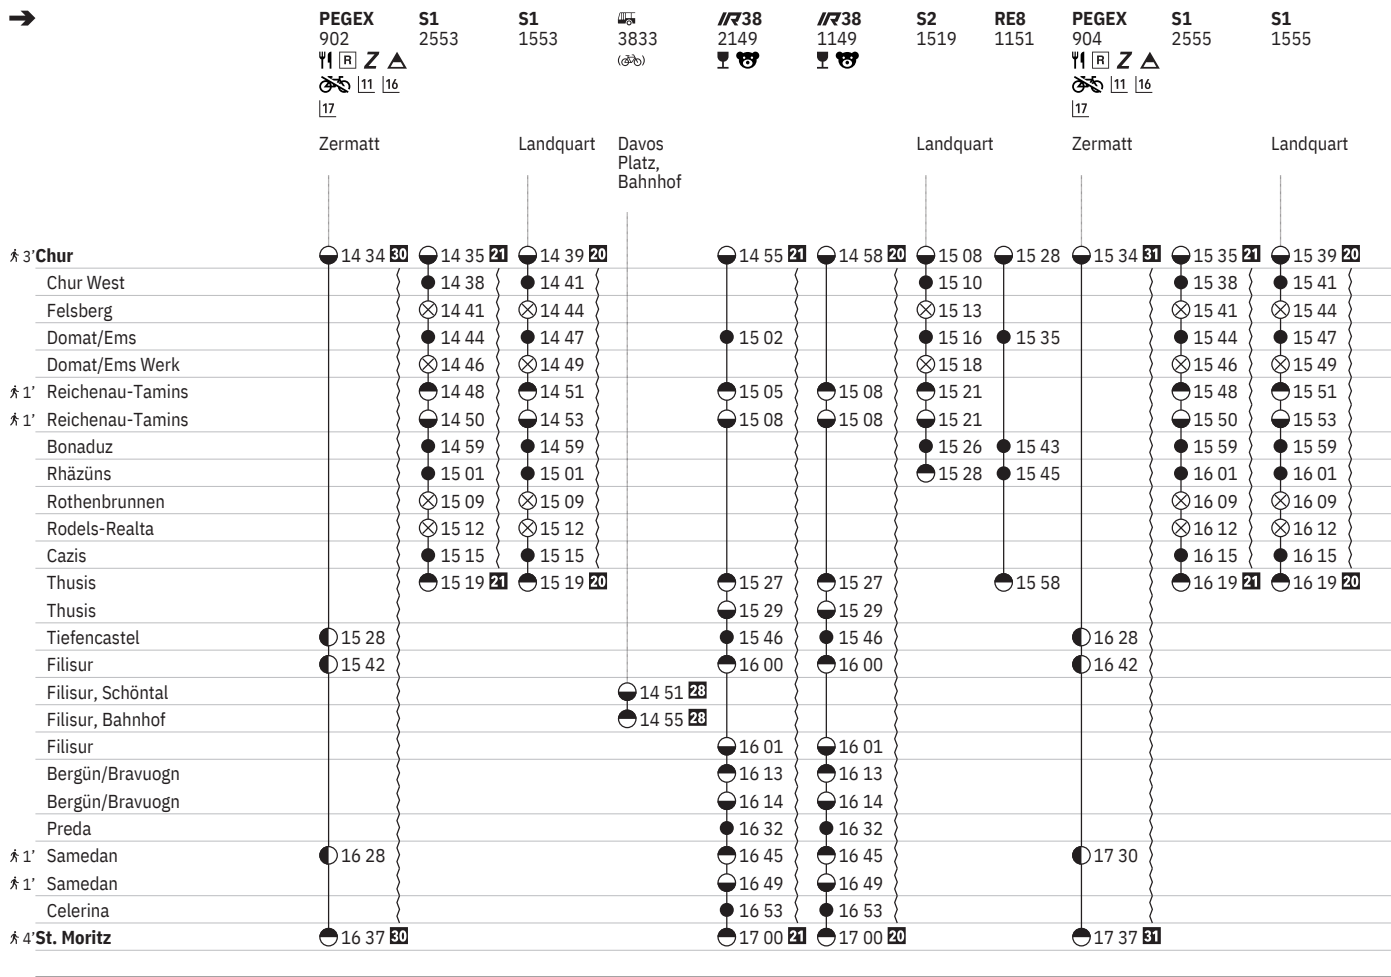 PEGEX S1 S1 IR38 IR38 S2 RE8 PEGEX S1 S1
902 2553 1553 3833 2149 1149 1519 1151 904 2555 1555
R Z R Z
11 16 11 16
17 17
Zermatt Landquart Davos Landquart Zermatt Landquart
Platz,
Bahnhof
3' Chur 14 34 30 14 35 21 14 39 20 14 55 21 14 58 20 15 08 15 28 15 34 31 15 35 21 15 39 20
Chur West 14 38 14 41 15 10 15 38 15 41
Felsberg 14 41 14 44 15 13 15 41 15 44
Domat/Ems 14 44 14 47 15 02 15 16 15 35 15 44 15 47
Domat/Ems Werk 14 46 14 49 15 18 15 46 15 49
1' Reichenau-Tamins 14 48 14 51 15 05 15 08 15 21 15 48 15 51
1' Reichenau-Tamins 14 50 14 53 15 08 15 08 15 21 15 50 15 53
Bonaduz 14 59 14 59 15 26 15 43 15 59 15 59
Rhäzüns 15 01 15 01 15 28 15 45 16 01 16 01
Rothenbrunnen 15 09 15 09 16 09 16 09
Rodels-Realta 15 12 15 12 16 12 16 12
Cazis 15 15 15 15 16 15 16 15
Thusis 15 19 21 15 19 20 15 27 15 27 15 58 16 19 21 16 19 20
Thusis 15 29 15 29
Tiefencastel 15 28 15 46 15 46 16 28
Filisur 15 42 16 00 16 00 16 42
Filisur, Schöntal 14 51 28
Filisur, Bahnhof 14 55 28
Filisur 16 01 16 01
Bergün/Bravuogn 16 13 16 13
Bergün/Bravuogn 16 14 16 14
Preda 16 32 16 32
1' Samedan 16 28 16 45 16 45 17 30
1' Samedan 16 49 16 49
Celerina 16 53 16 53
4' St. Moritz 16 37 30 17 00 21 17 00 20 17 37 31